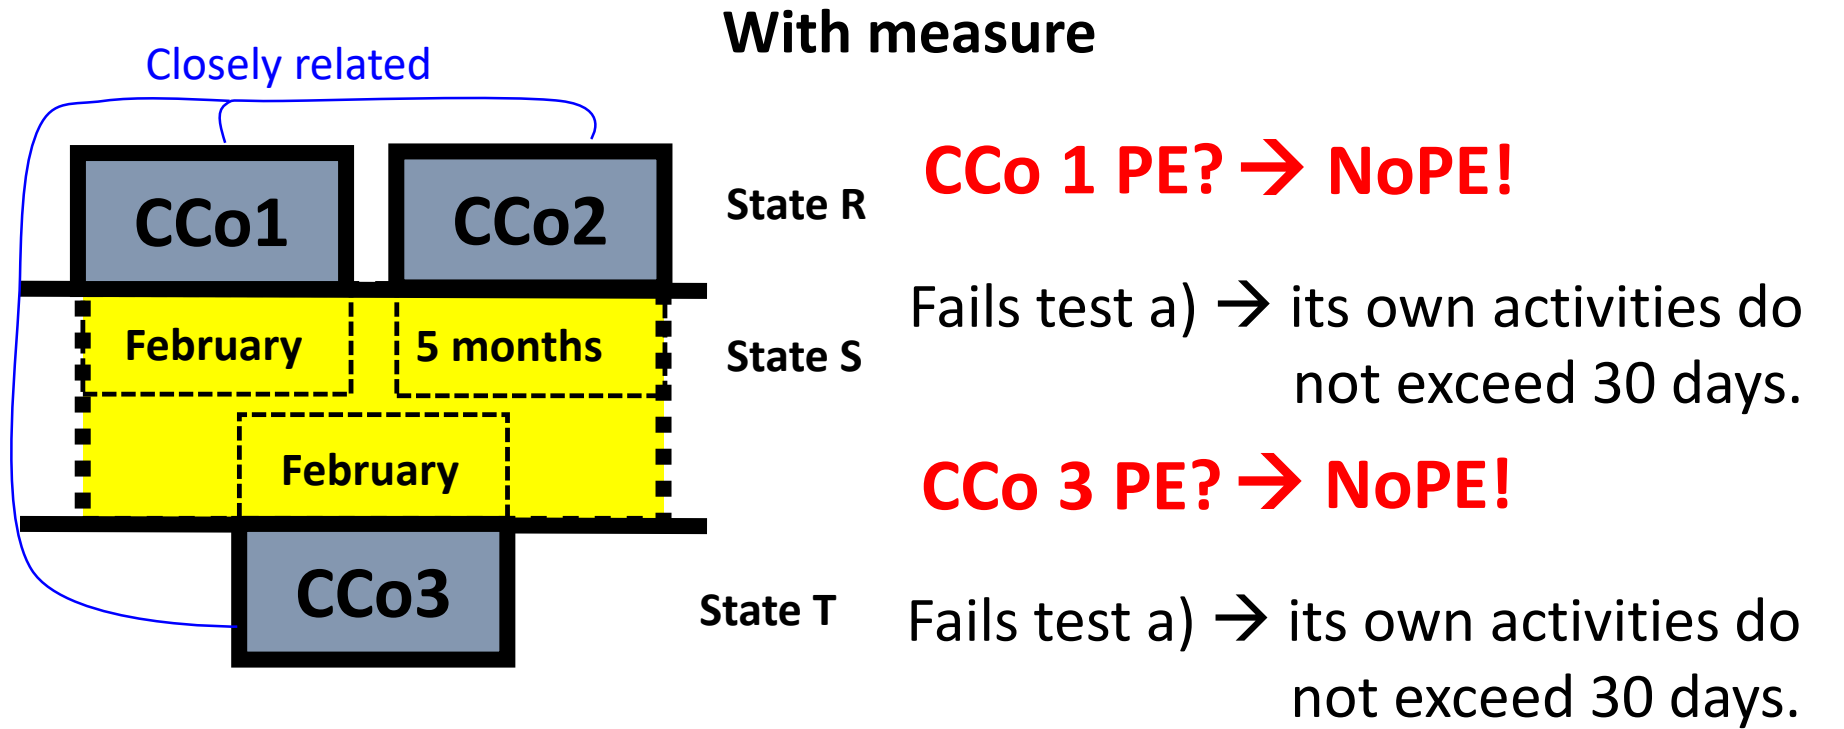 With measure
Closely related
CCo1
CCo2
State R
CCo 1 PE? → NoPE!
February
5 months
State S
Fails test a) → its own activities do
not exceed 30 days.
February
CCo 3 PE? → NoPE!
CCo3
State T
Fails test a) → its own activities do
not exceed 30 days.